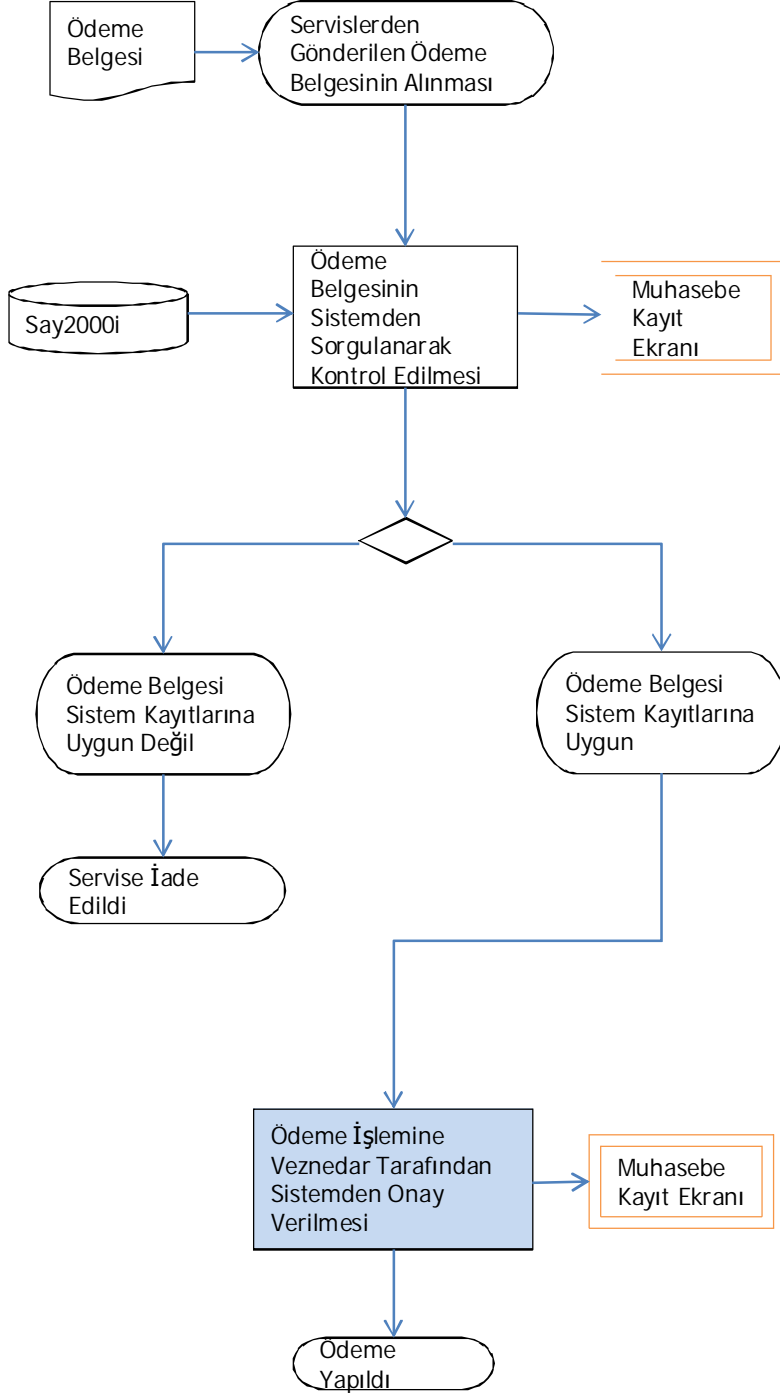 Ödeme
Belgesi
Servislerden
Gönderilen Ödeme
Belgesinin Alınması
Say2000i
Ödeme
Belgesinin
Sistemden
Sorgulanarak
Kontrol Edilmesi
Muhasebe
Kayıt
Ekranı
Ödeme Belgesi
Sistem Kayıtlarına
Uygun Değil
Ödeme Belgesi
Sistem Kayıtlarına
Uygun
Servise İade
Edildi
Ödeme İşlemine
Veznedar Tarafından
Sistemden Onay
Verilmesi
Muhasebe
Kayıt Ekranı
Ödeme
Yapıldı